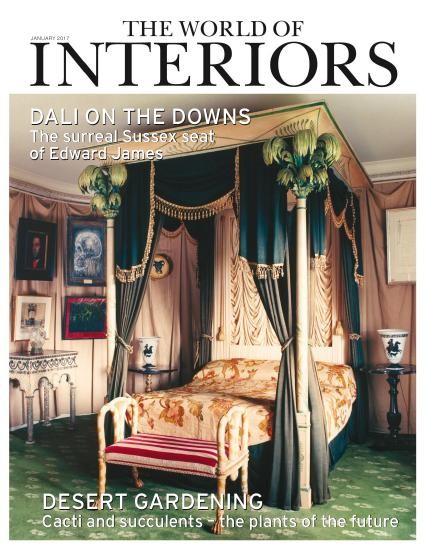 THE WORLD OF
JANUARY 2017
INTERIORS
DALI ON THE DOWNS
The surreal Sussex seat
of Edward James
DESERT GARDENING
Cacti and succulents – the plants of the future